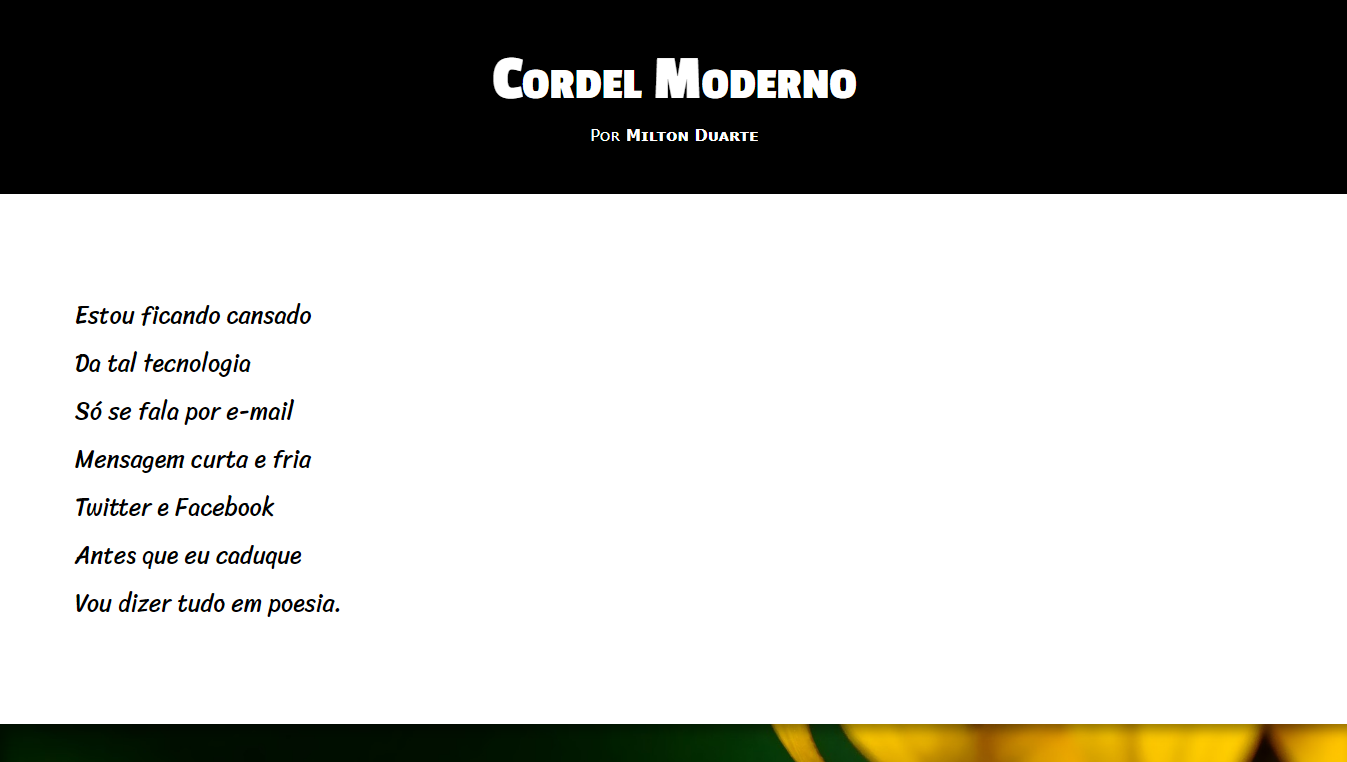 Cordel Moderno
Por Milton Duarte
Estou ficando cansado
Da tal tecnologia
Só se fala por e-mail
Mensagem curta e fria
Twitter e Facebook
Antes que eu caduque
Vou dizer tudo em poesia.